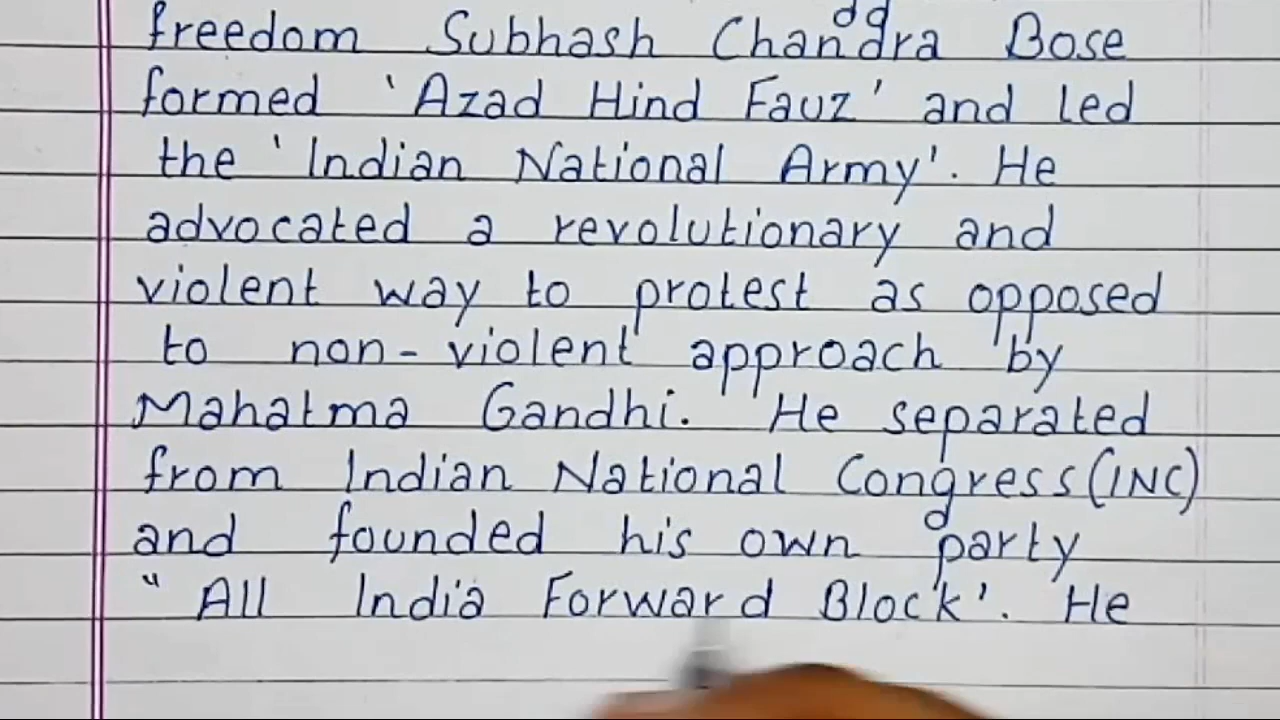 freedom Subhash Chandra Bose
formed 'Azad Hind Fauz' and led
the 'Indian National Army'. He
advocated a revolutionary and
violent way to protest as opposed
to non-violent approach by
Mahatma Gandhi. He separated
from Indian National Congress(INC)
and founded his own party
"All India Forward Block'. He